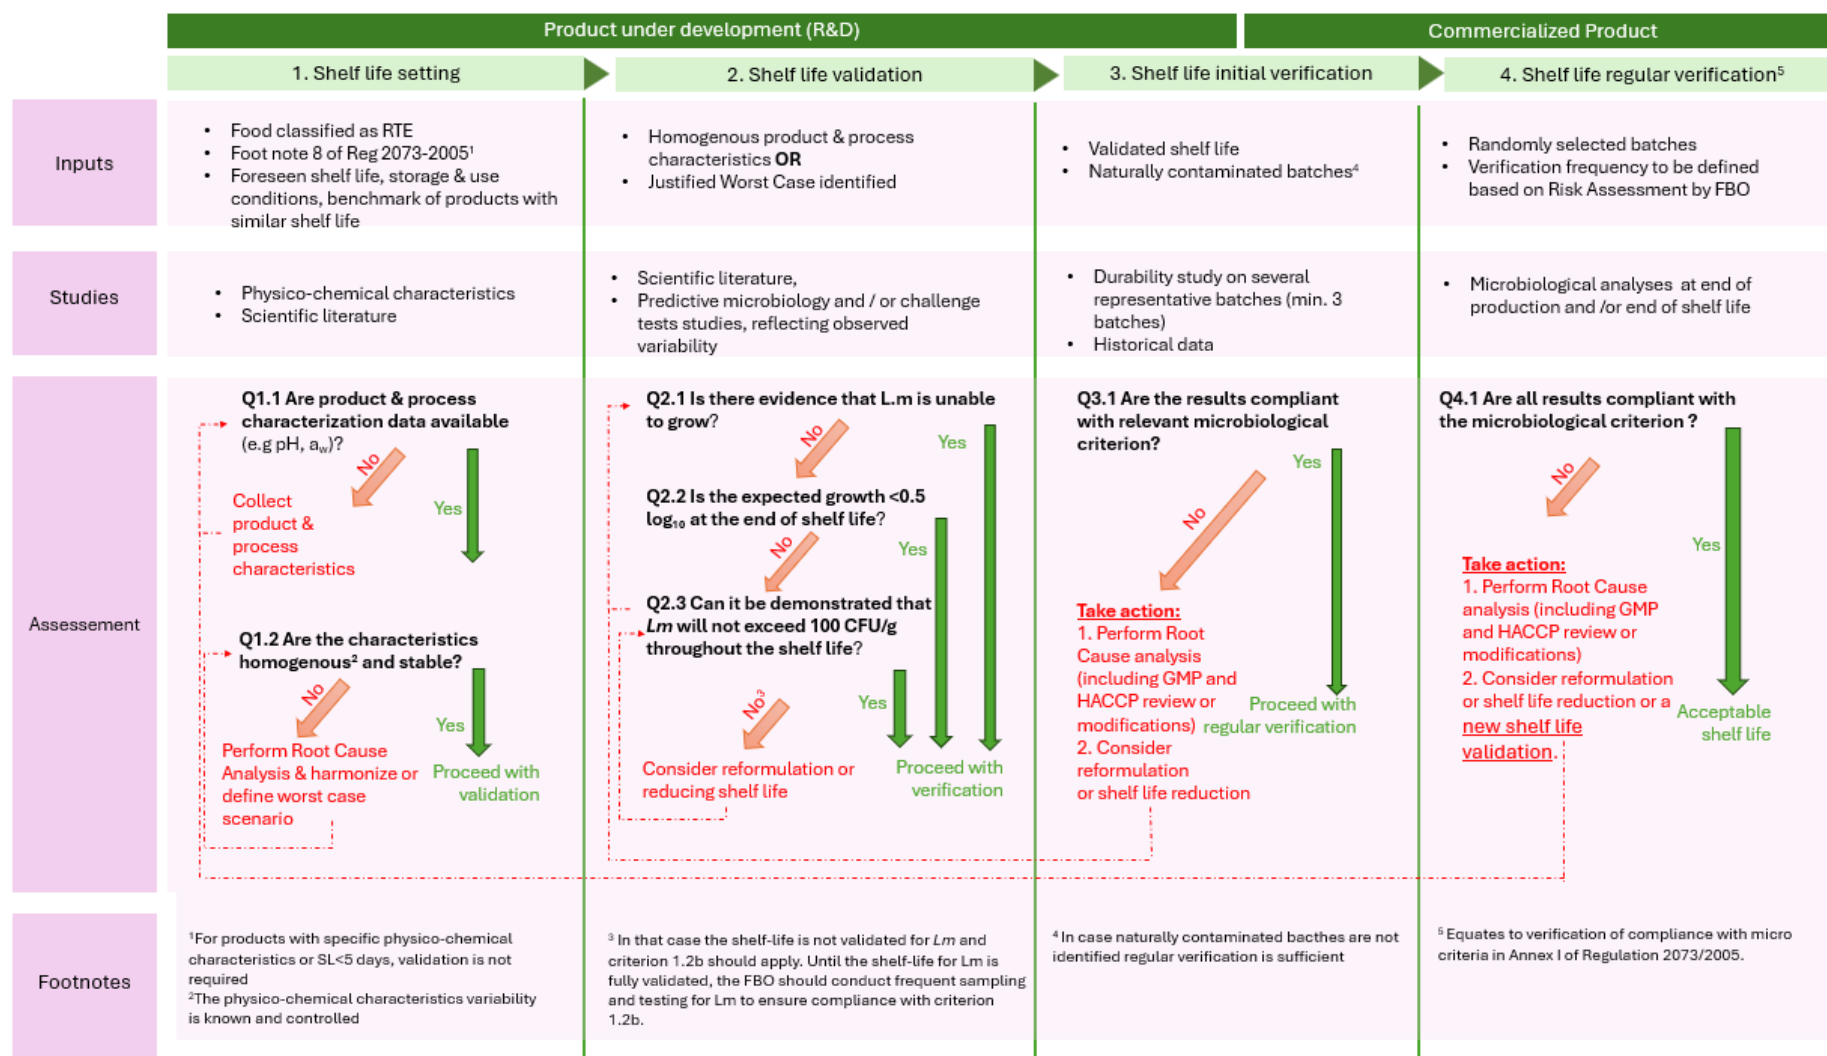 Product under development (R&D)
Commercialized Product
1. Shelf life setting
2. Shelf life validation
3. Shelf life initial verification
4. Shelf life regular verification⁵
Inputs
• Food classified as RTE
• Foot note 8 of Reg 2073-2005¹
• Foreseen shelf life, storage & use
conditions, benchmark of products with
similar shelf life
• Homogenous product & process
characteristics OR
• Justified Worst Case identified
• Validated shelf life
• Naturally contaminated batches⁴
• Randomly selected batches
• Verification frequency to be defined
based on Risk Assessment by FBO
Studies
• Physico-chemical characteristics
• Scientific literature
• Scientific literature,
• Predictive microbiology and / or challenge
tests studies, reflecting observed
variability
• Durability study on several
representative batches (min. 3
batches)
• Historical data
• Microbiological analyses at end of
production and /or end of shelf life
Assessement
Q1.1 Are product & process
characterization data available
(e.g pH, aw)?
No
Yes
Collect
product &
process
characteristics
Q1.2 Are the characteristics
homogenous² and stable?
No
Yes
Perform Root Cause
Analysis & harmonize or
define worst case
scenario
Proceed with
validation
Q2.1 Is there evidence that L.m is unable
to grow?
No
Yes
Q2.2 Is the expected growth <0.5
log₁₀ at the end of shelf life?
No
Yes
Q2.3 Can it be demonstrated that
Lm will not exceed 100 CFU/g
throughout the shelf life?
No³
Yes
Consider reformulation or
reducing shelf life
Proceed with
verification
Q3.1 Are the results compliant
with relevant microbiological
criterion?
No
Yes
Take action:
1. Perform Root
Cause analysis
(including GMP and
HACCP review or
modifications)
2. Consider
reformulation
or shelf life reduction
Proceed with
regular verification
Q4.1 Are all results compliant with
the microbiological criterion ?
No
Yes
Take action:
1. Perform Root Cause
analysis (including GMP
and HACCP review or
modifications)
2. Consider reformulation
or shelf life reduction or a
new shelf life
validation.
Acceptable
shelf life
Footnotes
¹For products with specific physico-chemical
characteristics or SL<5 days, validation is not
required
²The physico-chemical characteristics variability
is known and controlled
³ In that case the shelf-life is not validated for Lm and
criterion 1.2b should apply. Until the shelf-life for Lm is
fully validated, the FBO should conduct frequent sampling
and testing for Lm to ensure compliance with criterion
1.2b.
⁴ In case naturally contaminated bacthes are not
identified regular verification is sufficient
⁵ Equates to verification of compliance with micro
criteria in Annex I of Regulation 2073/2005.